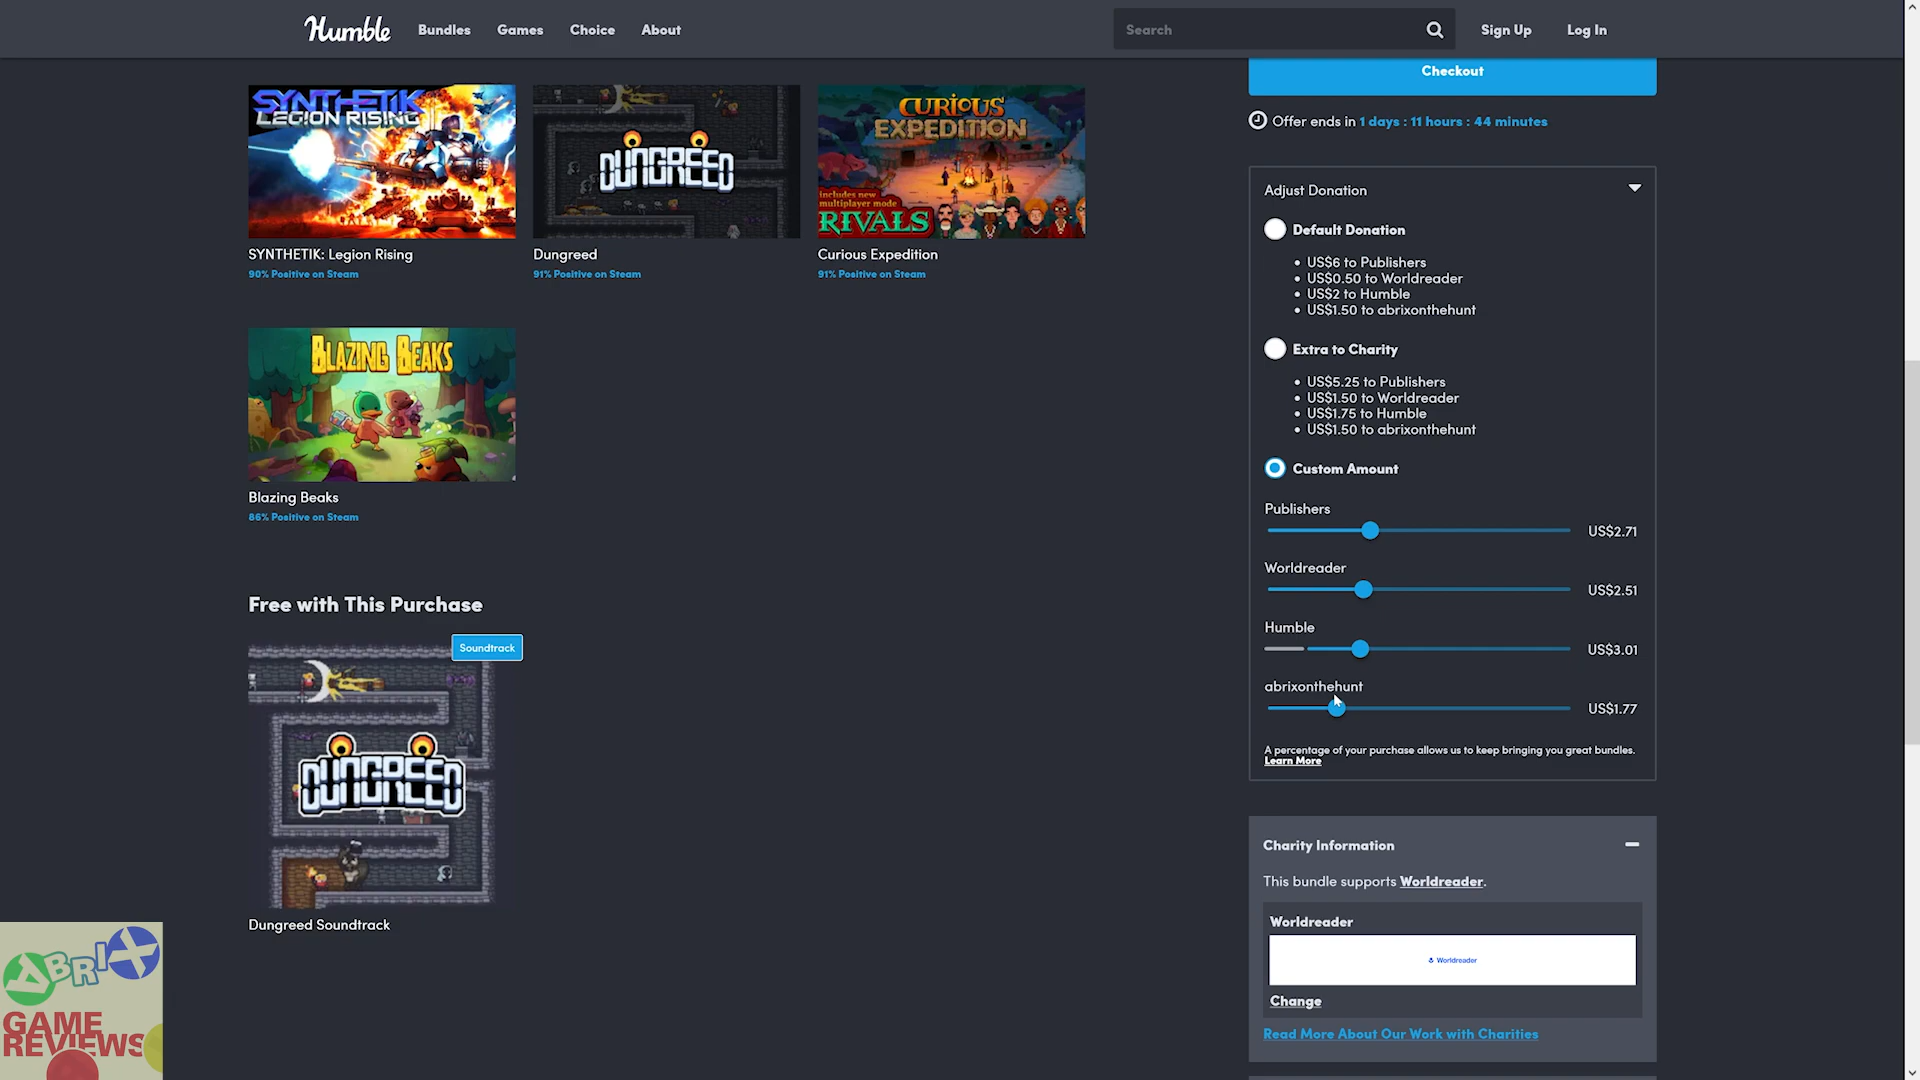 Humble
Bundles
Games
Choice
About
Search
Sign Up
Log In
SYNTHETIK
LEGION RISING
SYNTHETIK: Legion Rising
90% Positive on Steam
DUNGREED
Dungreed
91% Positive on Steam
CURIOUS
EXPEDITION
includes new
multiplayer mode
RIVALS
Curious Expedition
91% Positive on Steam
BLAZING BEAKS
Blazing Beaks
86% Positive on Steam
Free with This Purchase
Soundtrack
DUNGREED
Dungreed Soundtrack
Checkout
Offer ends in 1 days : 11 hours : 44 minutes
Adjust Donation
Default Donation
• US$6 to Publishers
• US$0.50 to Worldreader
• US$2 to Humble
• US$1.50 to abrixonthehunt
Extra to Charity
• US$5.25 to Publishers
• US$1.50 to Worldreader
• US$1.75 to Humble
• US$1.50 to abrixonthehunt
Custom Amount
Publishers
US$2.71
Worldreader
US$2.51
Humble
US$3.01
abrixonthehunt
US$1.77
A percentage of your purchase allows us to keep bringing you great bundles.
Learn More
Charity Information
This bundle supports Worldreader.
Worldreader
Worldreader
Change
Read More About Our Work with Charities
ABRIX
GAME
REVIEWS